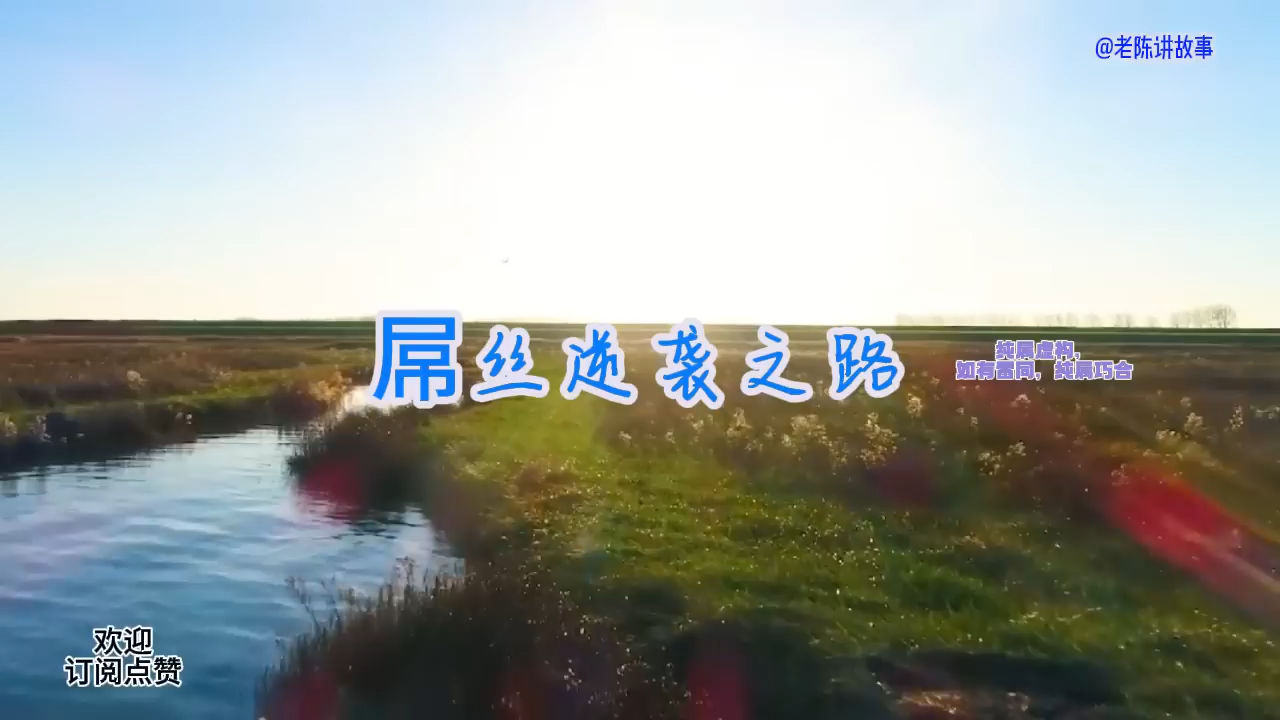 @老陈讲故事
屌丝逆袭之路
纯属虚构,
如有雷同，纯属巧合
欢迎
订阅点赞